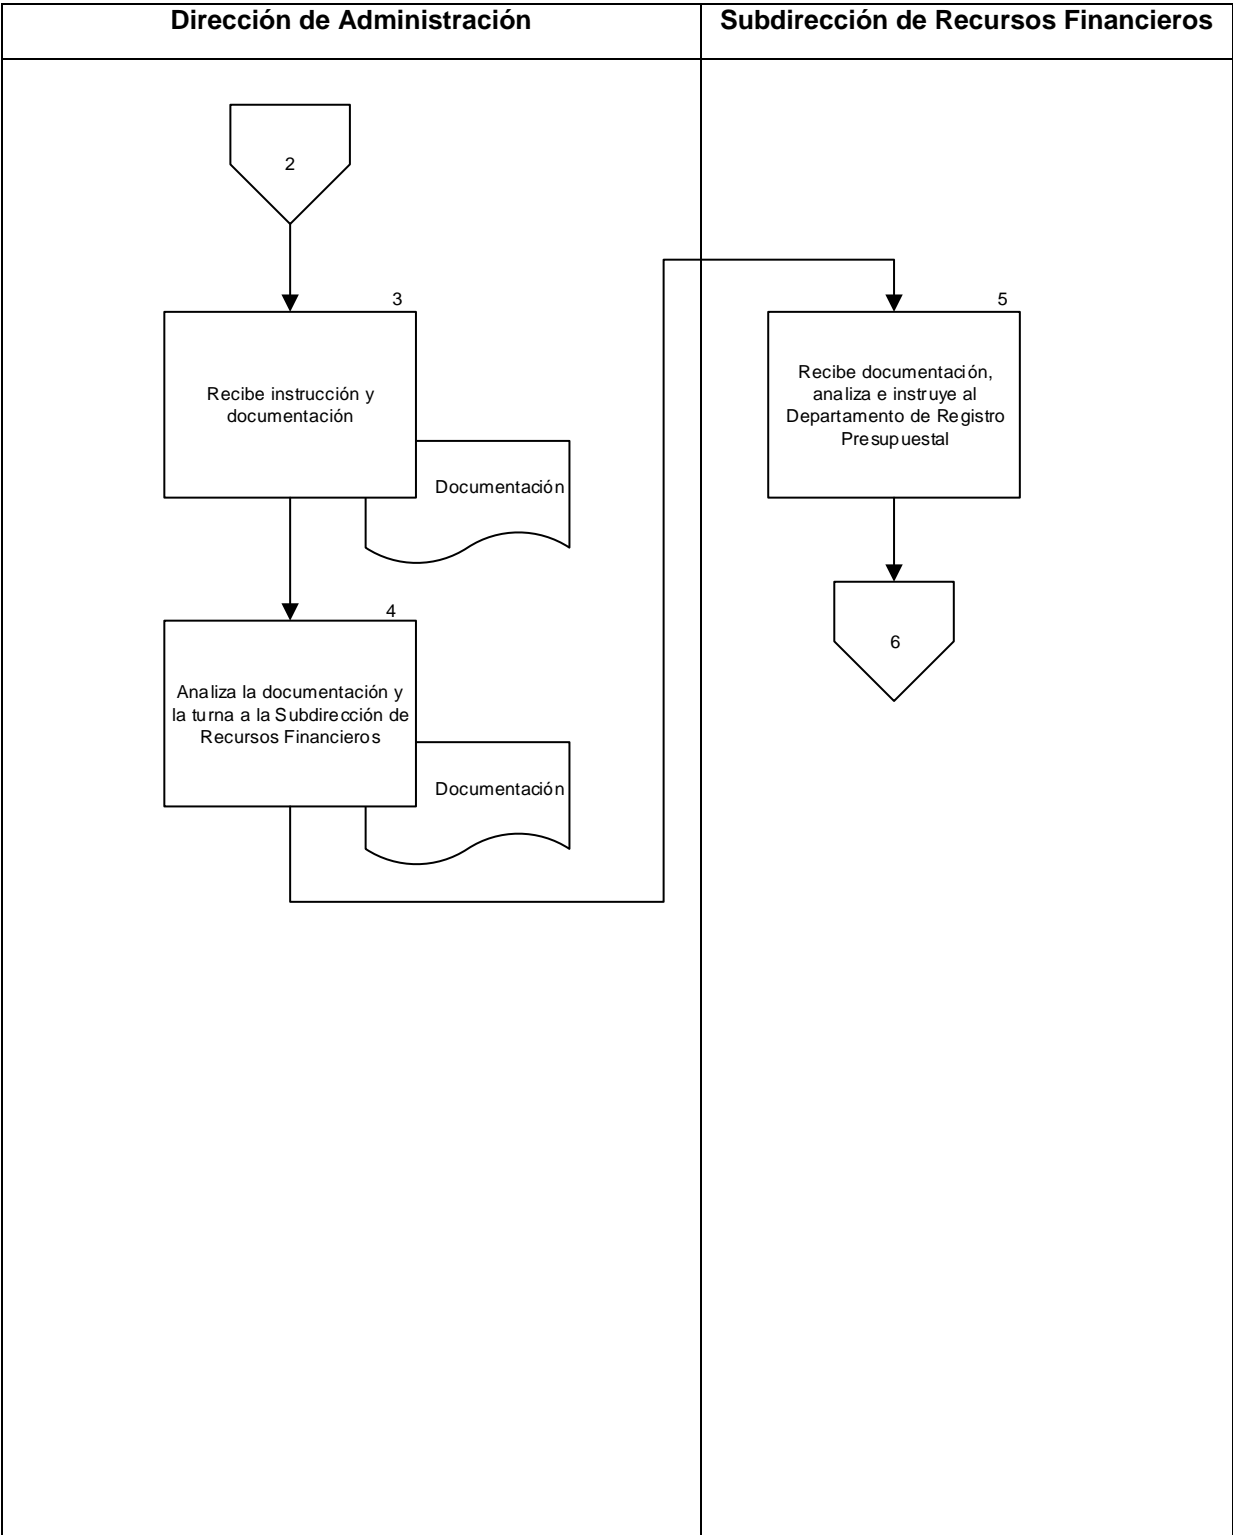 Dirección de Administración
Subdirección de Recursos Financieros
2
3
Recibe instrucción y
documentación
Documentación
4
Analiza la documentación y
la turna a la Subdirección de
Recursos Financieros
Documentación
5
Recibe documentación,
analiza e instruye al
Departamento de Registro
Presupuestal
6